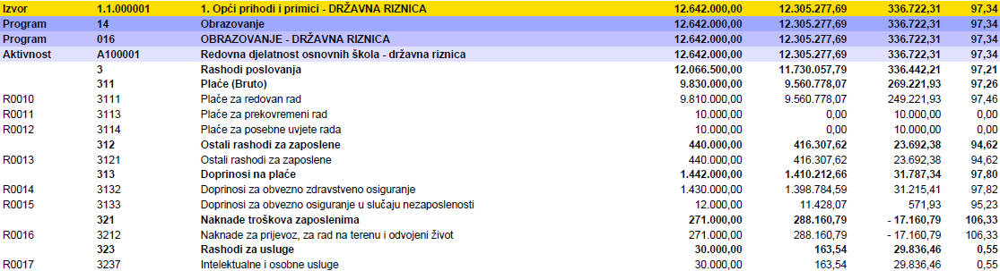 Izvor 1.1.000001 1. Opći prihodi i primici - DRŽAVNA RIZNICA 12.642.000,00 12.305.277,69 336.722,31 97,34
Program 14 Obrazovanje 12.642.000,00 12.305.277,69 336.722,31 97,34
Program 016 OBRAZOVANJE - DRŽAVNA RIZNICA 12.642.000,00 12.305.277,69 336.722,31 97,34
Aktivnost A100001 Redovna djelatnost osnovnih škola - državna riznica 12.642.000,00 12.305.277,69 336.722,31 97,34
3 Rashodi poslovanja 12.066.500,00 11.730.057,79 336.442,21 97,21
311 Plaće (Bruto) 9.830.000,00 9.560.778,07 269.221,93 97,26
R0010 3111 Plaće za redovan rad 9.810.000,00 9.560.778,07 249.221,93 97,46
R0011 3113 Plaće za prekovremeni rad 10.000,00 0,00 10.000,00 0,00
R0012 3114 Plaće za posebne uvjete rada 10.000,00 0,00 10.000,00 0,00
312 Ostali rashodi za zaposlene 440.000,00 416.307,62 23.692,38 94,62
R0013 3121 Ostali rashodi za zaposlene 440.000,00 416.307,62 23.692,38 94,62
313 Doprinosi na plaće 1.442.000,00 1.410.212,66 31.787,34 97,80
R0014 3132 Doprinosi za obvezno zdravstveno osiguranje 1.430.000,00 1.398.784,59 31.215,41 97,82
R0015 3133 Doprinosi za obvezno osiguranje u slučaju nezaposlenosti 12.000,00 11.428,07 571,93 95,23
321 Naknade troškova zaposlenima 271.000,00 288.160,79 - 17.160,79 106,33
R0016 3212 Naknade za prijevoz, za rad na terenu i odvojeni život 271.000,00 288.160,79 - 17.160,79 106,33
323 Rashodi za usluge 30.000,00 163,54 29.836,46 0,55
R0017 3237 Intelektualne i osobne usluge 30.000,00 163,54 29.836,46 0,55